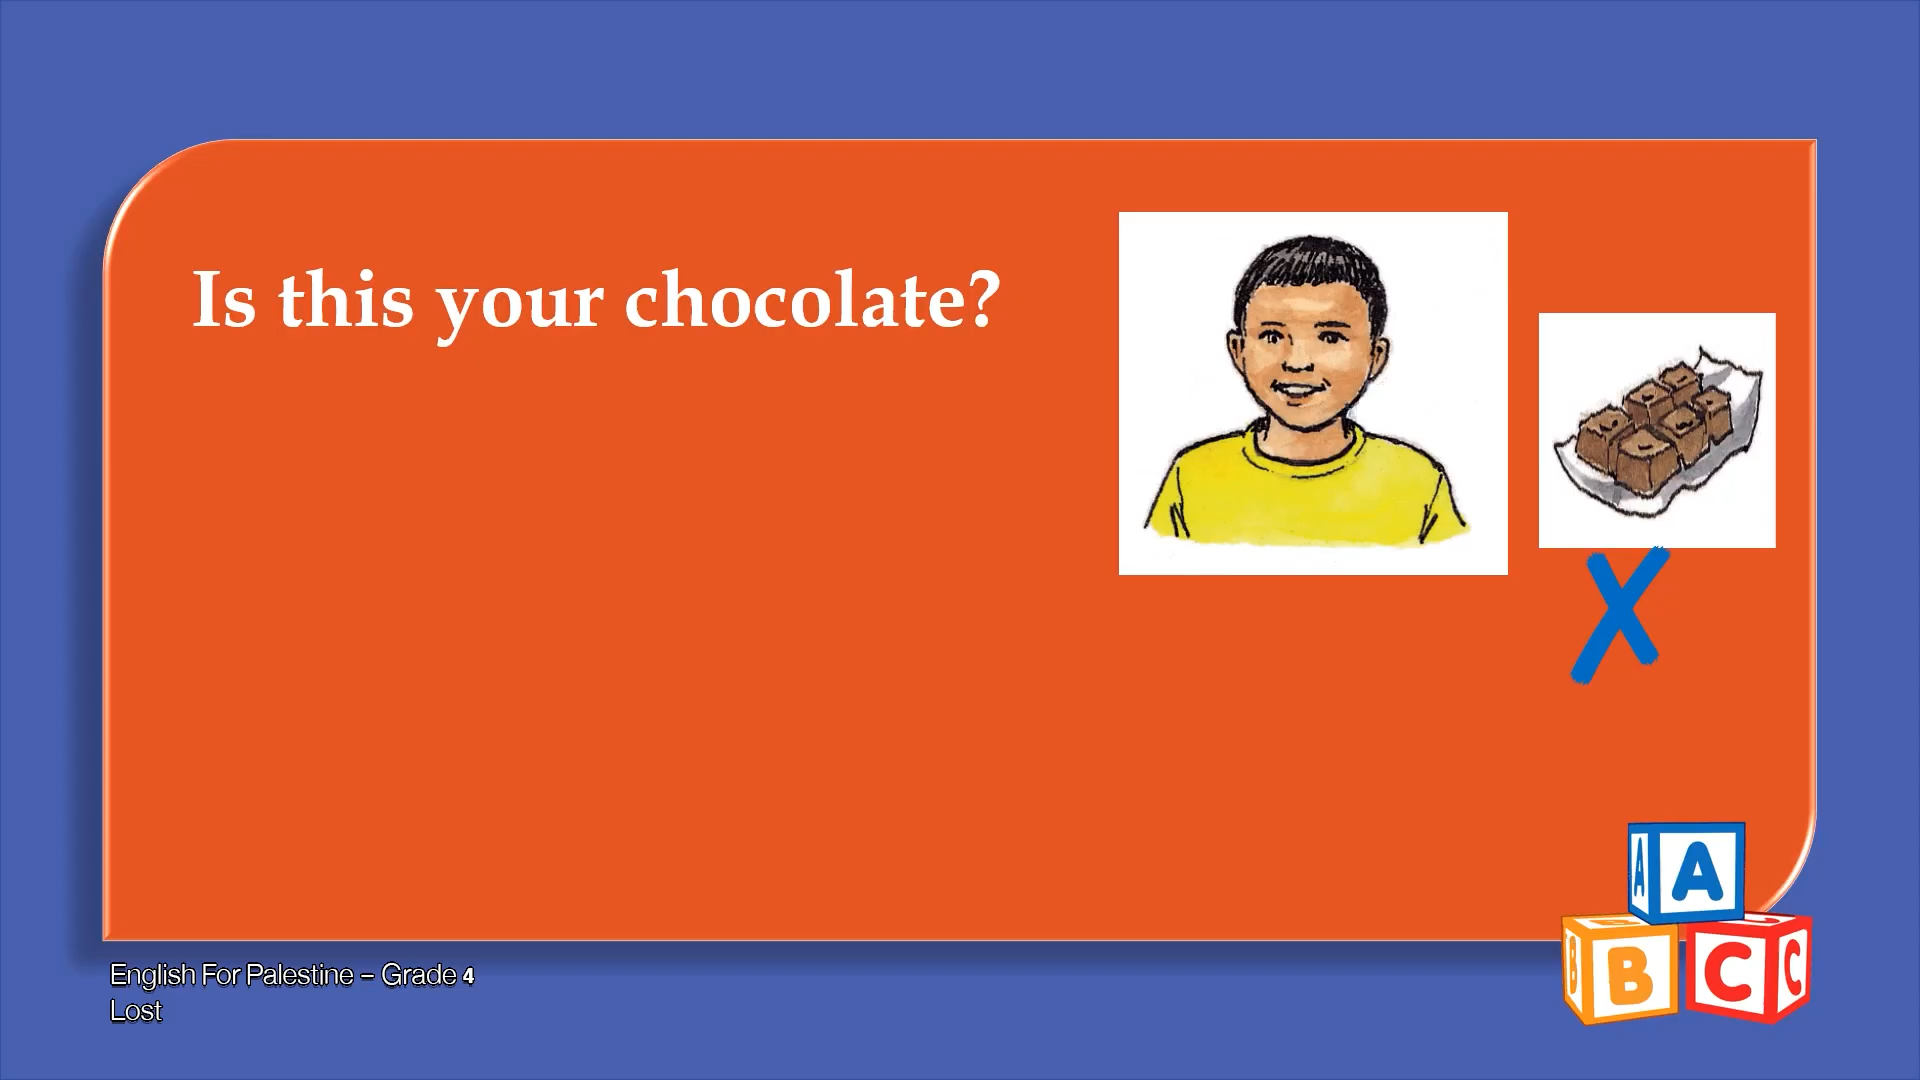 Is this your chocolate?
A A
B B C C
English For Palestine – Grade 4
Lost